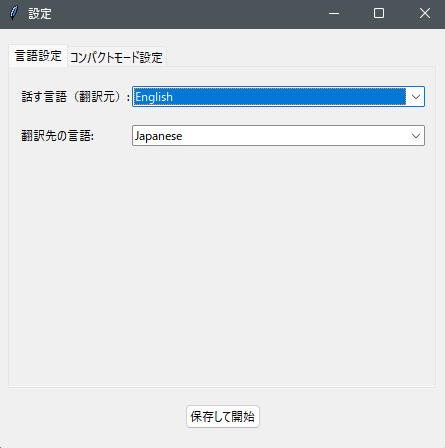 設定
言語設定 コンパクトモード設定
話す言語（翻訳元）: English
翻訳先の言語: Japanese
保存して開始